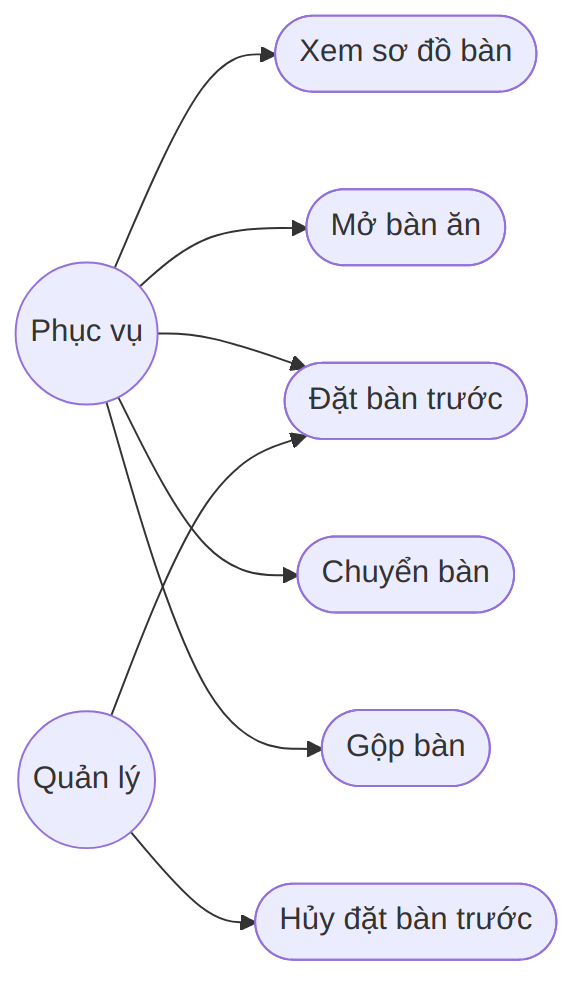 Xem sơ đồ bàn
Mở bàn ăn
Phục vụ
Đặt bàn trước
Chuyển bàn
Gộp bàn
Quản lý
Hủy đặt bàn trước